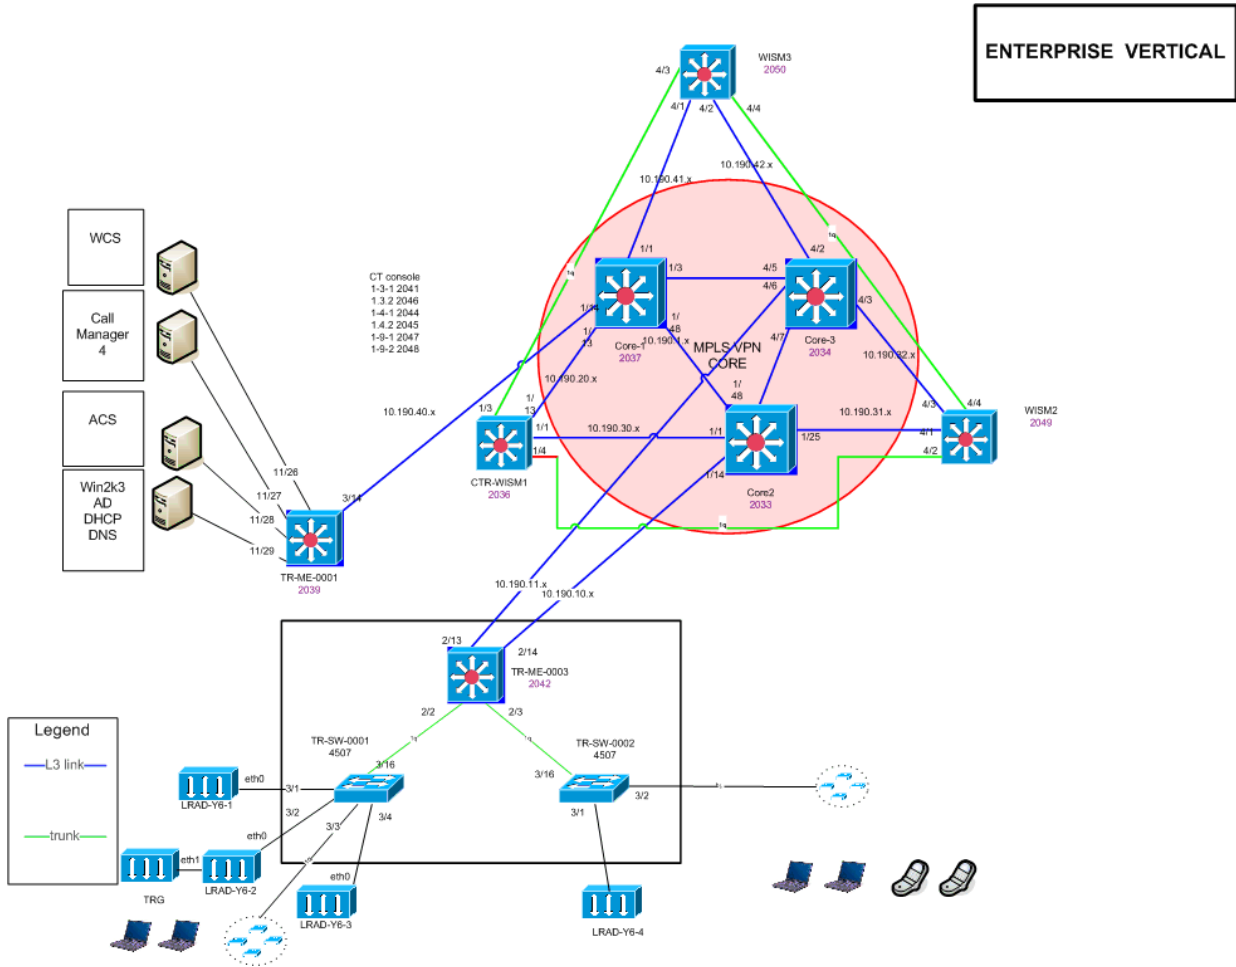 ENTERPRISE VERTICAL
WISM3
2050
4/3
4/1
4/2
4/4
10.190.41.x
10.190.42.x
1q
1q
WCS
Call
Manager
4
ACS
Win2k3
AD
DHCP
DNS
CT console
1-3-1 2041
1.3.2 2046
1-4-1 2044
1.4.2 2045
1-9-1 2047
1-9-2 2048
1/1
1/3
1/14
1/
13
1/
48
Core-1
2037
4/2
4/5
4/6
4/3
4/7
Core-3
2034
10.190.1.x
MPLS VPN
CORE
10.190.20.x
10.190.32.x
10.190.40.x
1/3
1/
13
1/1
1/4
CTR-WISM1
2036
10.190.30.x
1/
48
1/1
1/25
1/14
Core2
2033
10.190.31.x
4/3
4/4
4/1
4/2
WISM2
2049
1q
11/26
11/27
11/28
11/29
3/14
TR-ME-0001
2039
10.190.11.x
10.190.10.x
2/13
2/14
TR-ME-0003
2042
2/2
2/3
1q
1q
TR-SW-0001
4507
3/16
TR-SW-0002
4507
3/16
3/1
3/2
3/3
3/4
3/1
3/2
1q
1q
Legend
L3 link
trunk
eth0
LRAD-Y6-1
eth0
eth1
LRAD-Y6-2
TRG
eth0
LRAD-Y6-3
LRAD-Y6-4